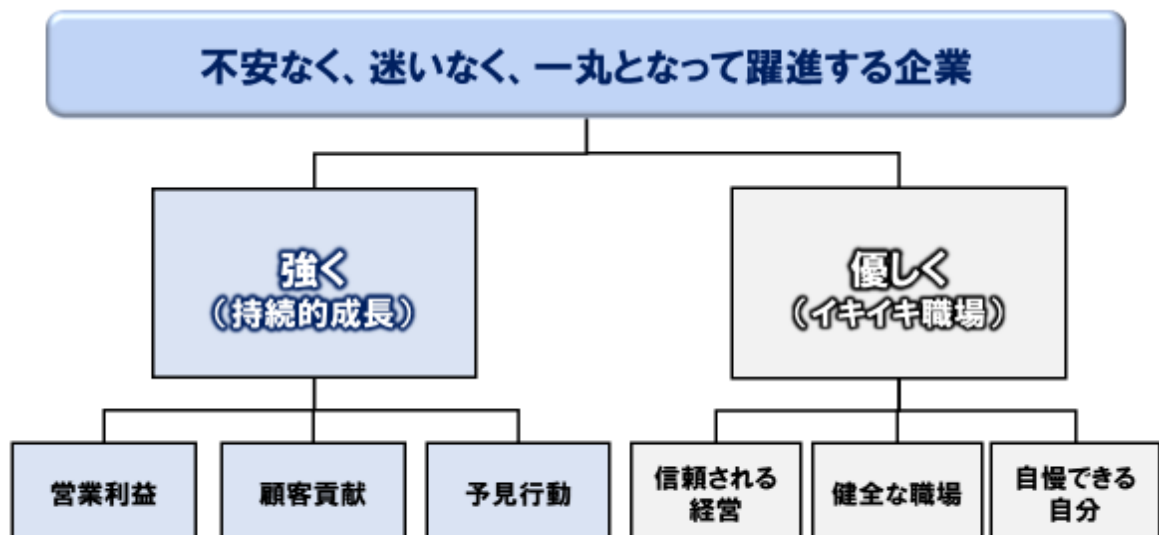 不安なく、迷いなく、一丸となって躍進する企業
強く
（持続的成長）
優しく
（イキイキ職場）
営業利益
顧客貢献
予見行動
信頼される
経営
健全な職場
自慢できる
自分